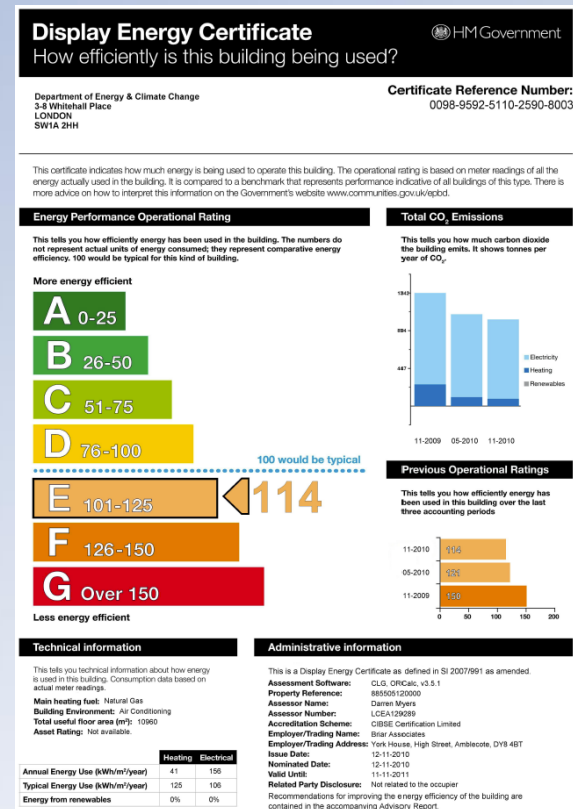 Display Energy Certificate
HM Government
How efficiently is this building being used?
Department of Energy & Climate Change
3-8 Whitehall Place
LONDON
SW1A 2HH
Certificate Reference Number:
0098-9592-5110-2590-8003
This certificate indicates how much energy is being used to operate this building. The operational rating is based on meter readings of all the
energy actually used in the building. It is compared to a benchmark that represents performance indicative of all buildings of this type. There is
more advice on how to interpret this information on the Government's website www.communities.gov.uk/epbd.
Energy Performance Operational Rating
This tells you how efficiently energy has been used in the building. The numbers do
not represent actual units of energy consumed; they represent comparative energy
efficiency. 100 would be typical for this kind of building.
More energy efficient
A 0-25
B 26-50
C 51-75
D 76-100
100 would be typical
E 101-125
114
F 126-150
G Over 150
Less energy efficient
Total CO2 Emissions
This tells you how much carbon dioxide
the building emits. It shows tonnes per
year of CO2.
1343
894
447
Electricity
Heating
Renewables
11-2009 05-2010 11-2010
Previous Operational Ratings
This tells you how efficiently energy has
been used in this building over the last
three accounting periods
11-2010 114
05-2010 121
11-2009 150
0 50 100 150 200
Technical information
This tells you technical information about how energy
is used in this building. Consumption data based on
actual meter readings.
Main heating fuel: Natural Gas
Building Environment: Air Conditioning
Total useful floor area (m²): 10960
Asset Rating: Not available.
Heating Electrical
Annual Energy Use (kWh/m²/year) 41 156
Typical Energy Use (kWh/m²/year) 125 106
Energy from renewables 0% 0%
Administrative information
This is a Display Energy Certificate as defined in SI 2007/991 as amended.
Assessment Software: CLG, ORCalc, v3.5.1
Property Reference: 885505120000
Assessor Name: Darren Myers
Assessor Number: LCEA129289
Accreditation Scheme: CIBSE Certification Limited
Employer/Trading Name: Briar Associates
Employer/Trading Address: York House, High Street, Amblecote, DY8 4BT
Issue Date: 12-11-2010
Nominated Date: 12-11-2010
Valid Until: 11-11-2011
Related Party Disclosure: Not related to the occupier
Recommendations for improving the energy efficiency of the building are
contained in the accompanying Advisory Report.